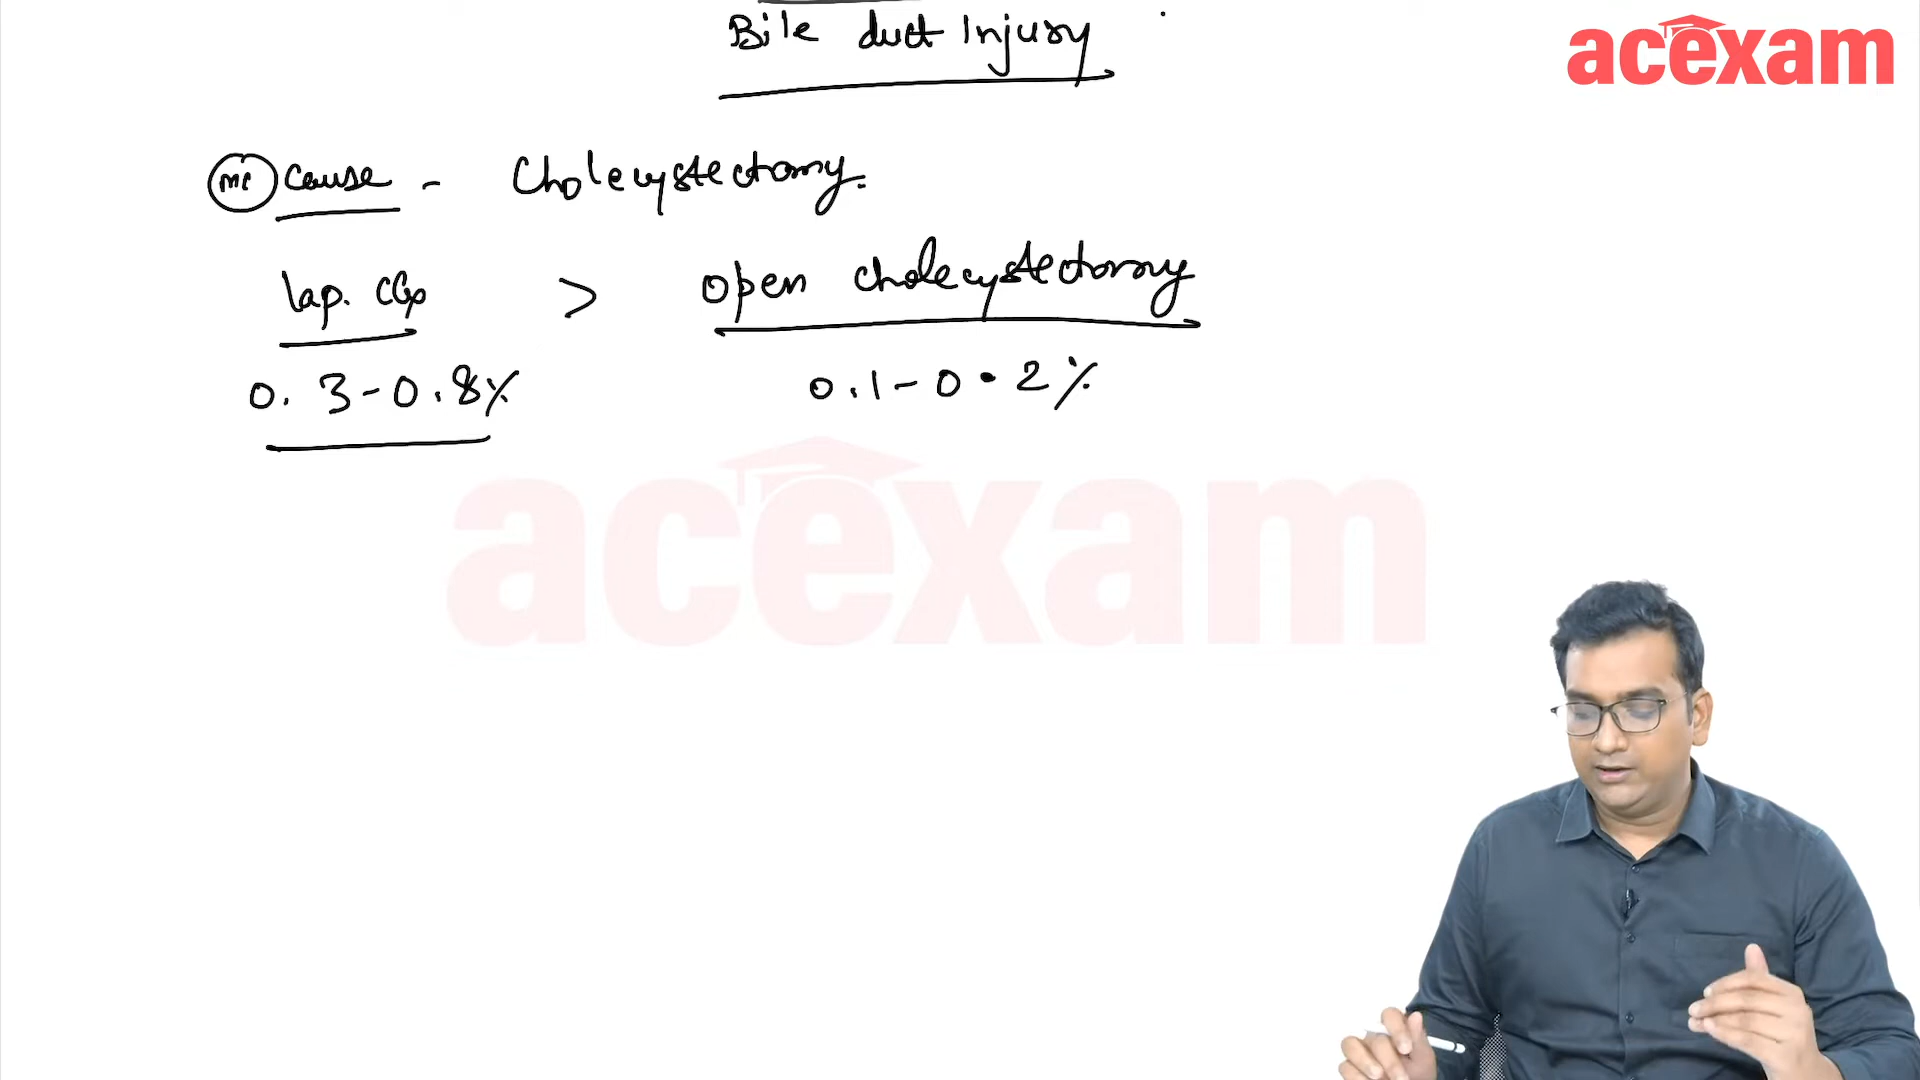 Bile duct Injury
acexam
mc cause - Cholecystectomy.
lap. CCx > open cholecystectomy
0.3-0.8% 0.1-0.2%
acexam